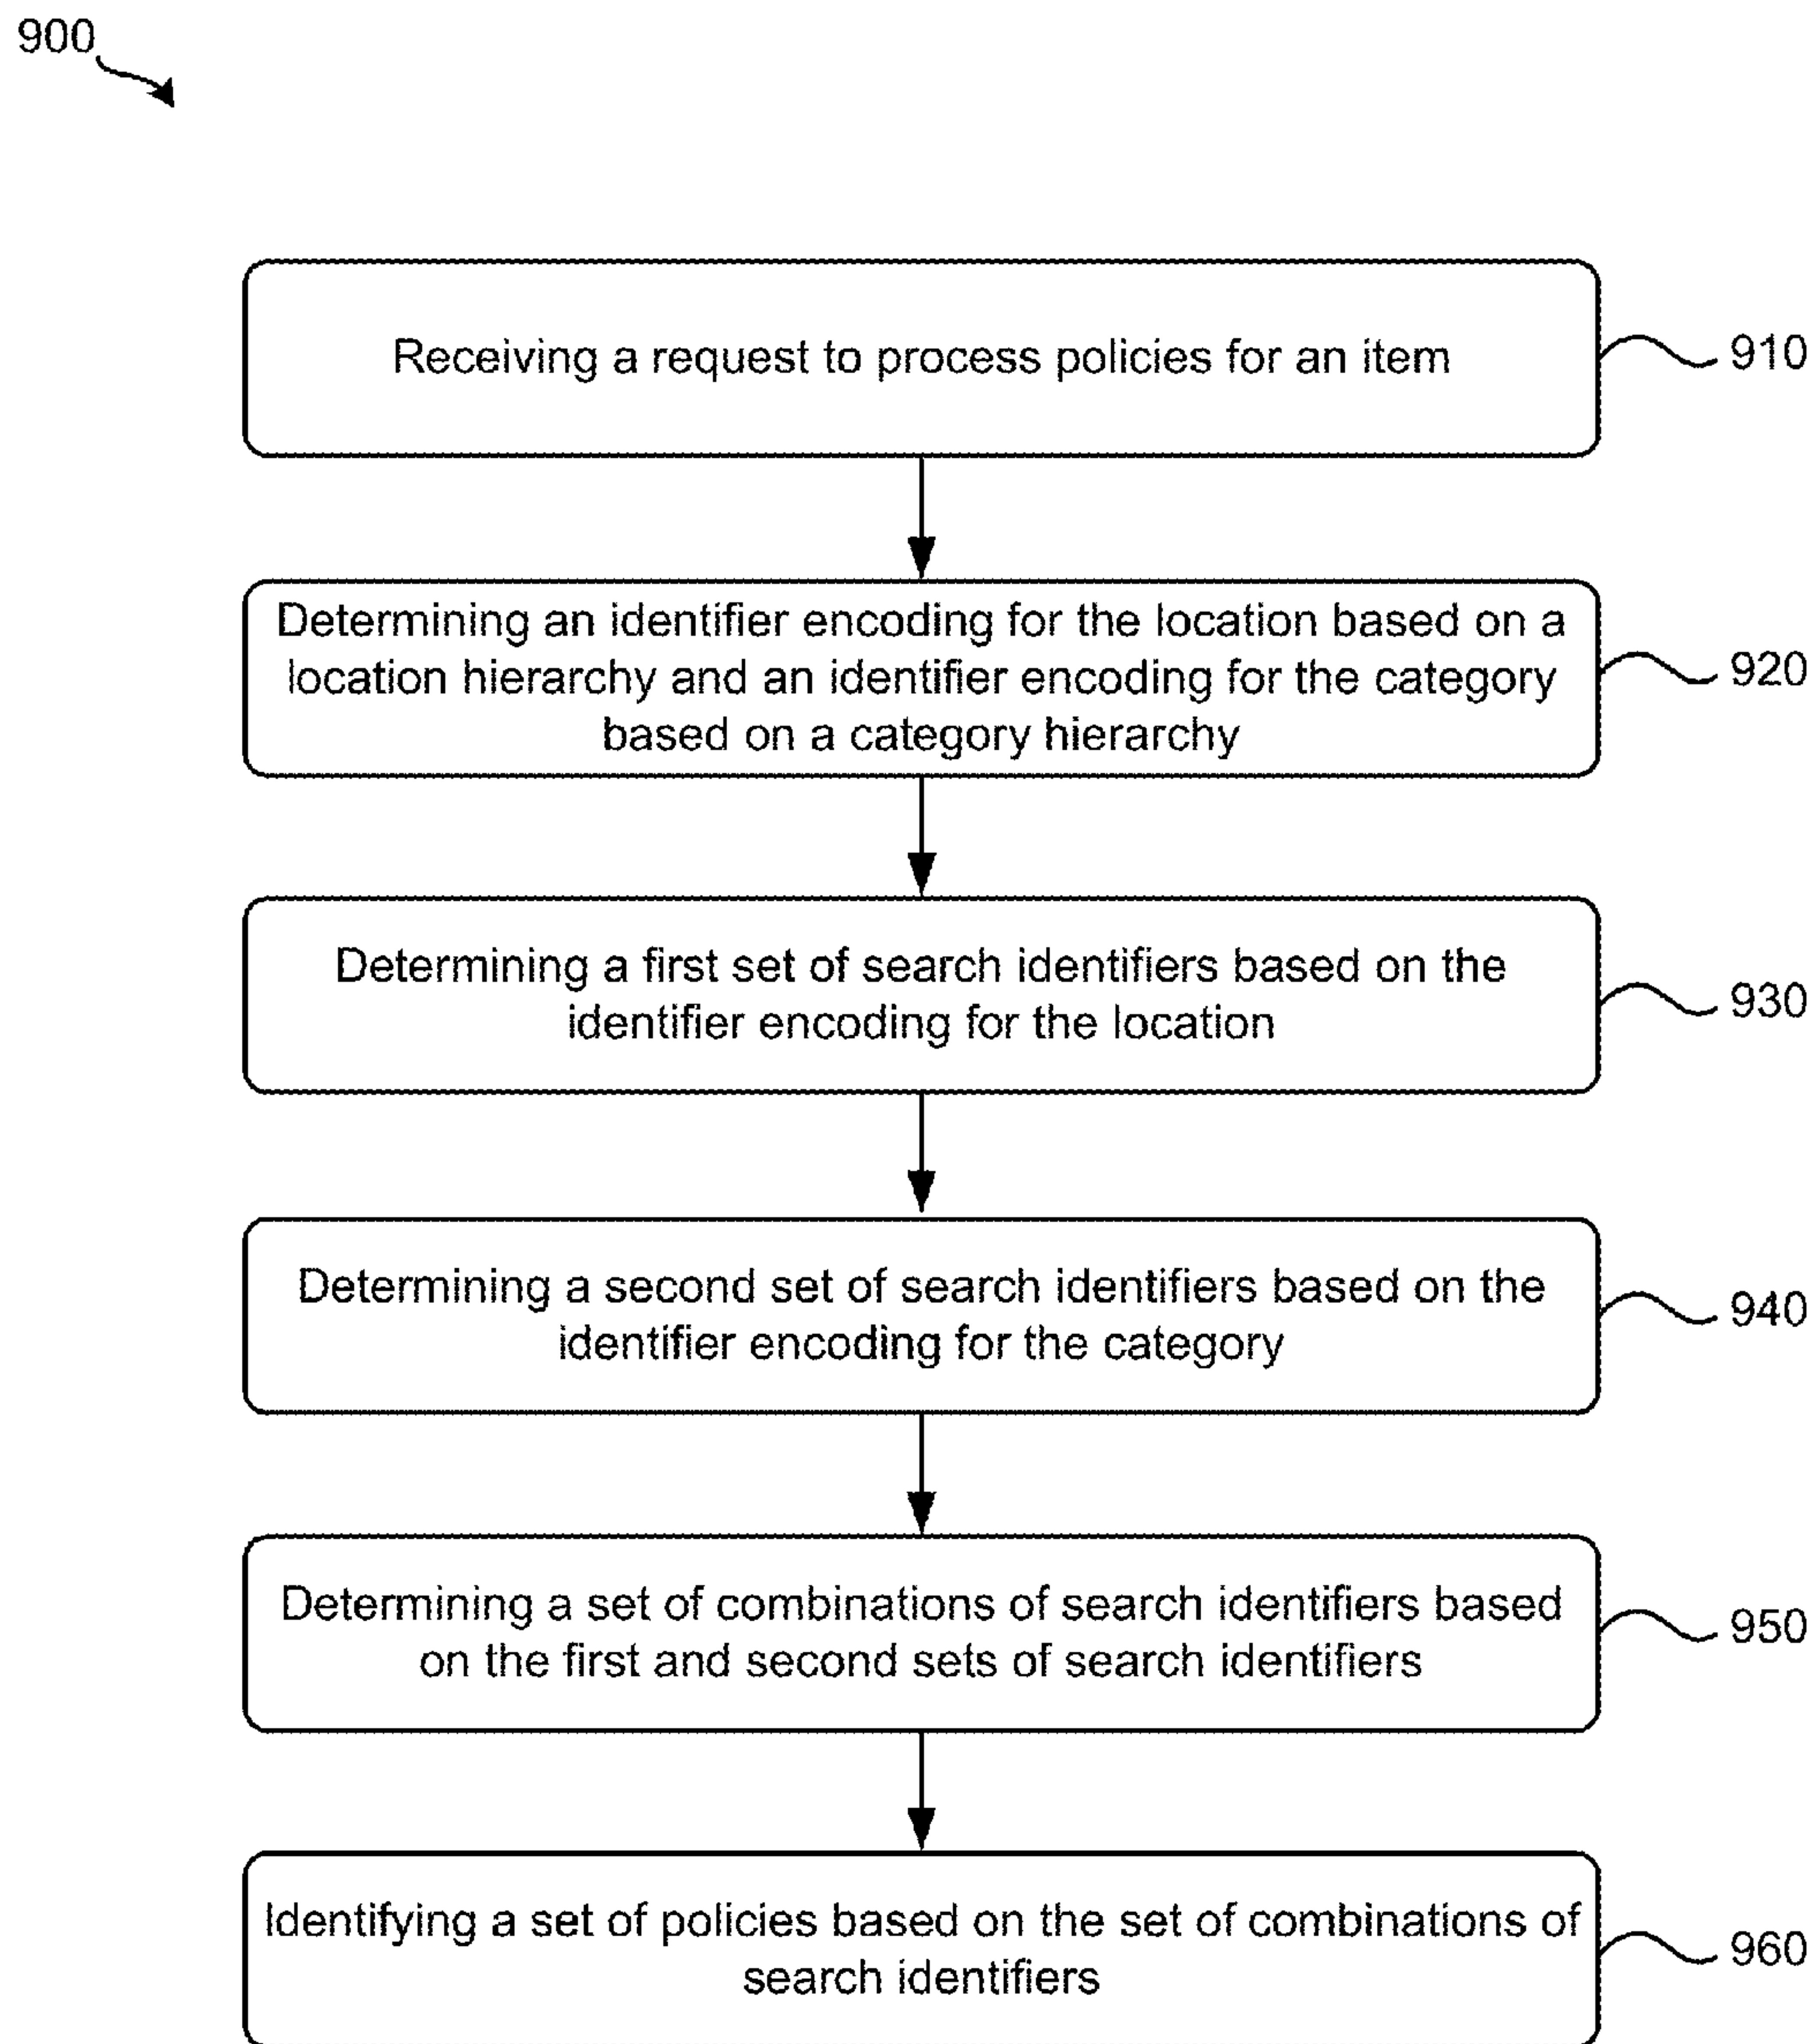 900
Receiving a request to process policies for an item
910
Determining an identifier encoding for the location based on a
location hierarchy and an identifier encoding for the category
based on a category hierarchy
920
Determining a first set of search identifiers based on the
identifier encoding for the location
930
Determining a second set of search identifiers based on the
identifier encoding for the category
940
Determining a set of combinations of search identifiers based
on the first and second sets of search identifiers
950
Identifying a set of policies based on the set of combinations of
search identifiers
960